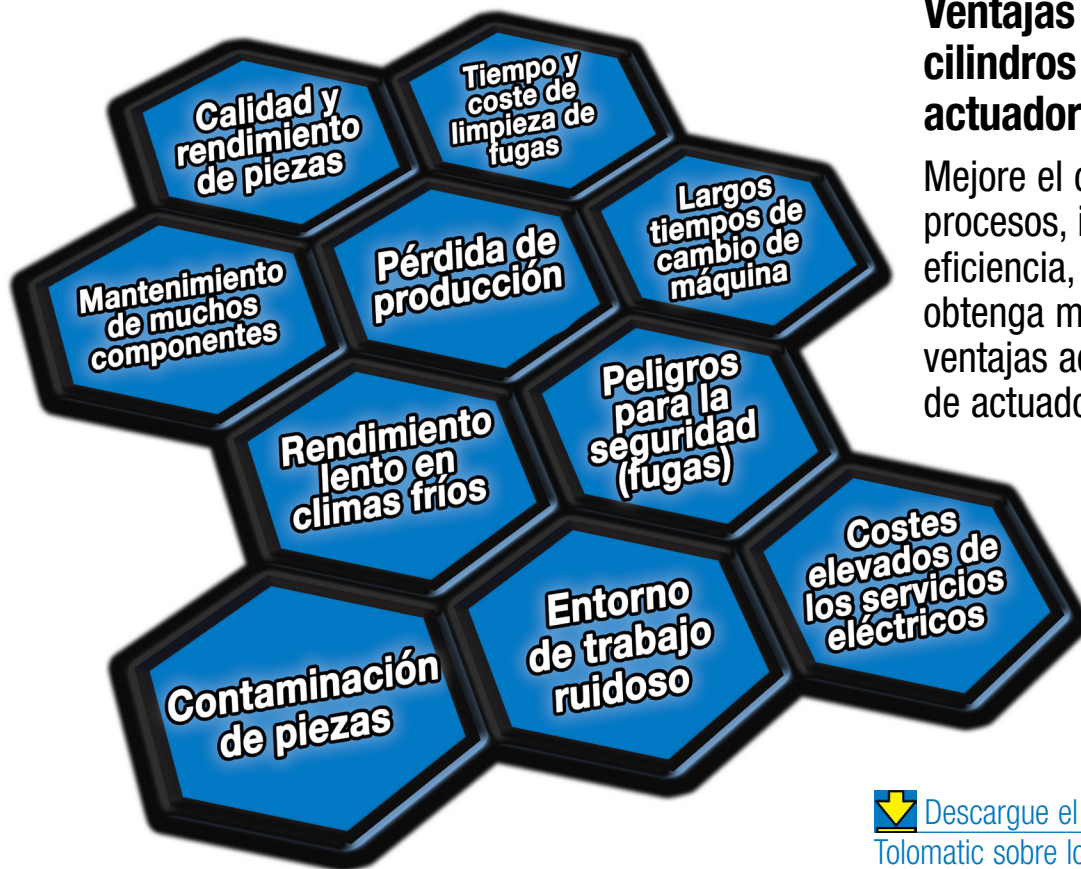 Calidad y
rendimiento
de piezas
Tiempo y
coste de
limpieza de
fugas
Mantenimiento
de muchos
componentes
Pérdida de
producción
Largos
tiempos de
cambio de
máquina
Rendimiento
lento en
climas fríos
Peligros
para la
seguridad
(fugas)
Contaminación
de piezas
Entorno
de trabajo
ruidoso
Costes
elevados de
los servicios
eléctricos
Ventajas
cilindros
actuador
Mejore el
procesos,
eficiencia,
obtenga
ventajas
de
Descargue el
Tolomatic sobre